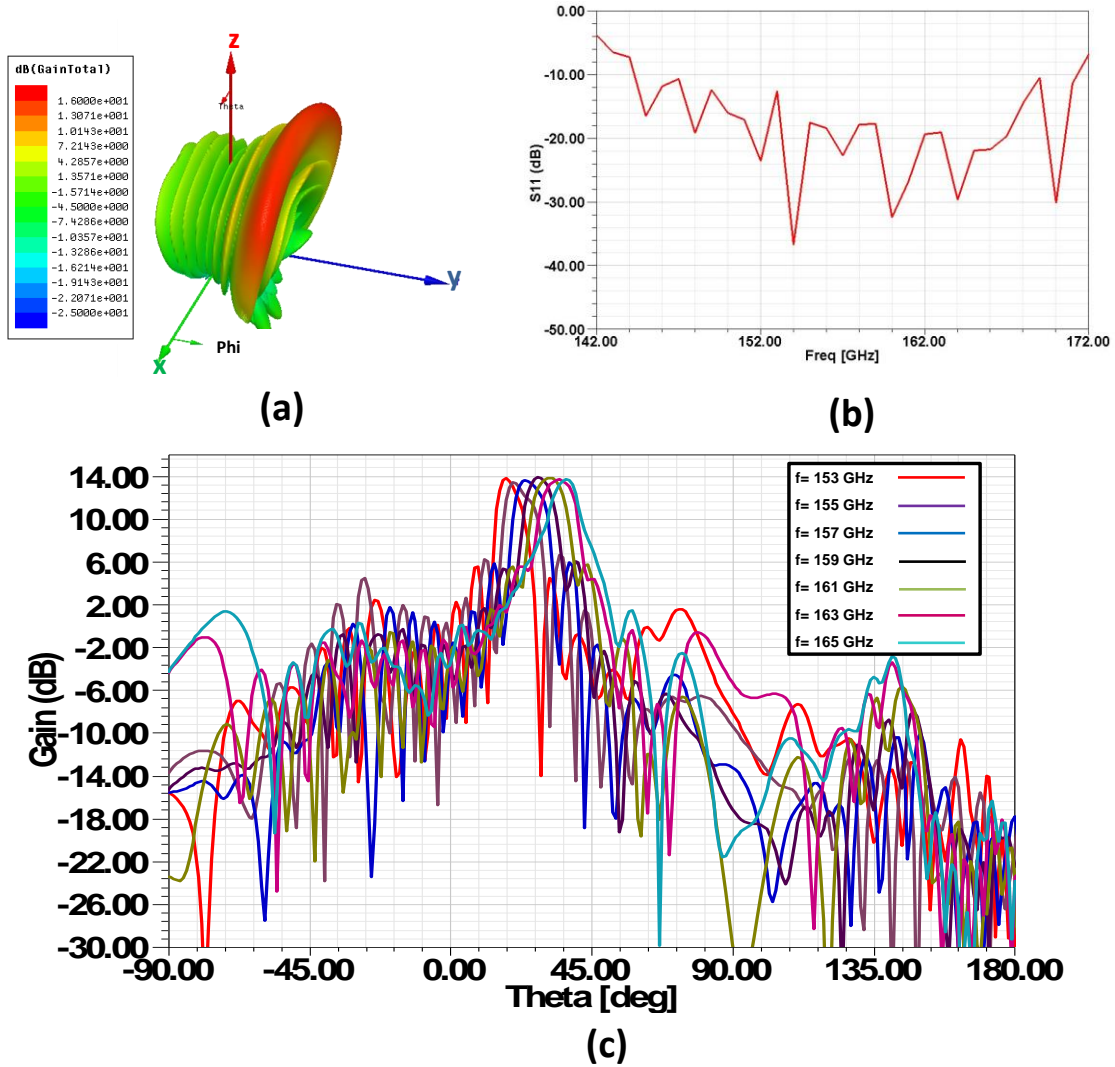 dB(GainTotal)
1.6000e+001
1.3071e+001
1.0143e+001
7.2143e+000
4.2857e+000
1.3571e+000
-1.5714e+000
-4.5000e+000
-7.4286e+000
-1.0357e+001
-1.3286e+001
-1.6214e+001
-1.9143e+001
-2.2071e+001
-2.5000e+001
z
Theta
y
x
Phi
(a)
0.00
-10.00
-20.00
-30.00
-40.00
-50.00
S11 (dB)
142.00 152.00 162.00 172.00
Freq [GHz]
(b)
14.00
10.00
6.00
2.00
-2.00
-6.00
-10.00
-14.00
-18.00
-22.00
-26.00
-30.00
Gain (dB)
f= 153 GHz
f= 155 GHz
f= 157 GHz
f= 159 GHz
f= 161 GHz
f= 163 GHz
f= 165 GHz
-90.00 -45.00 0.00 45.00 90.00 135.00 180.00
Theta [deg]
(c)